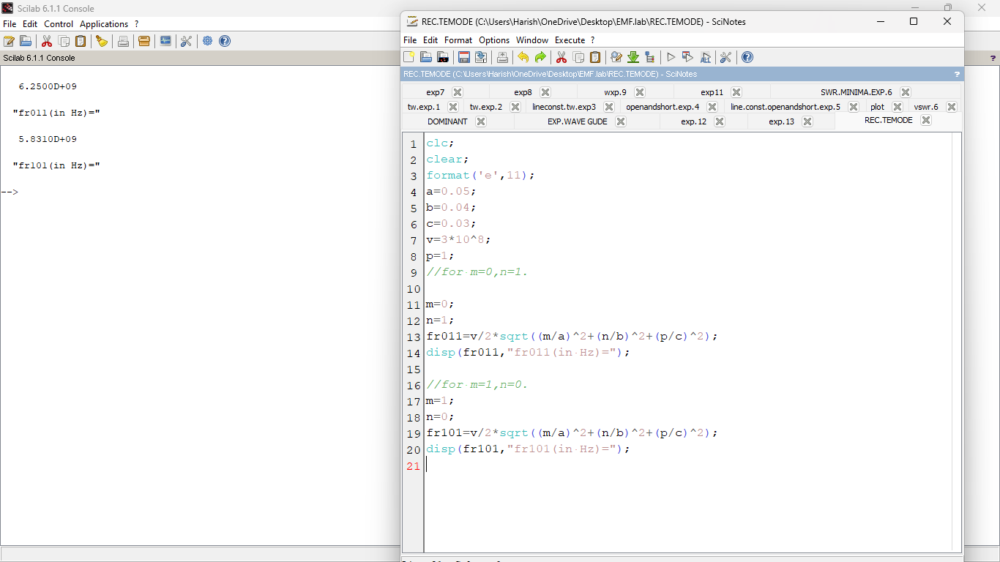 Scilab 6.1.1 Console
File Edit Control Applications ?
Scilab 6.1.1 Console
?
6.2500D+09
"fr011(in Hz)="
5.8310D+09
"fr101(in Hz)="
-->
REC.TEMODE (C:\Users\Harish\OneDrive\Desktop\EMF.lab\REC.TEMODE) - SciNotes
File Edit Format Options Window Execute ?
REC.TEMODE (C:\Users\Harish\OneDrive\Desktop\EMF.lab\REC.TEMODE) - SciNotes ?
exp7 exp8 wxp.9 exp11 SWR.MINIMA.EXP.6
tw.exp.1 tw.exp.2 lineconst.tw.exp3 openandshort.exp.4 line.const.openandshort.exp.5 plot vswr.6
DOMINANT EXP.WAVE GUDE exp.12 exp.13 REC.TEMODE
1 clc;
2 clear;
3 format('e',11);
4 a=0.05;
5 b=0.04;
6 c=0.03;
7 v=3*10^8;
8 p=1;
9 //for m=0,n=1.
10
11 m=0;
12 n=1;
13 fr011=v/2*sqrt((m/a)^2+(n/b)^2+(p/c)^2);
14 disp(fr011,"fr011(in Hz)=");
15
16 //for m=1,n=0.
17 m=1;
18 n=0;
19 fr101=v/2*sqrt((m/a)^2+(n/b)^2+(p/c)^2);
20 disp(fr101,"fr101(in Hz)=");
21